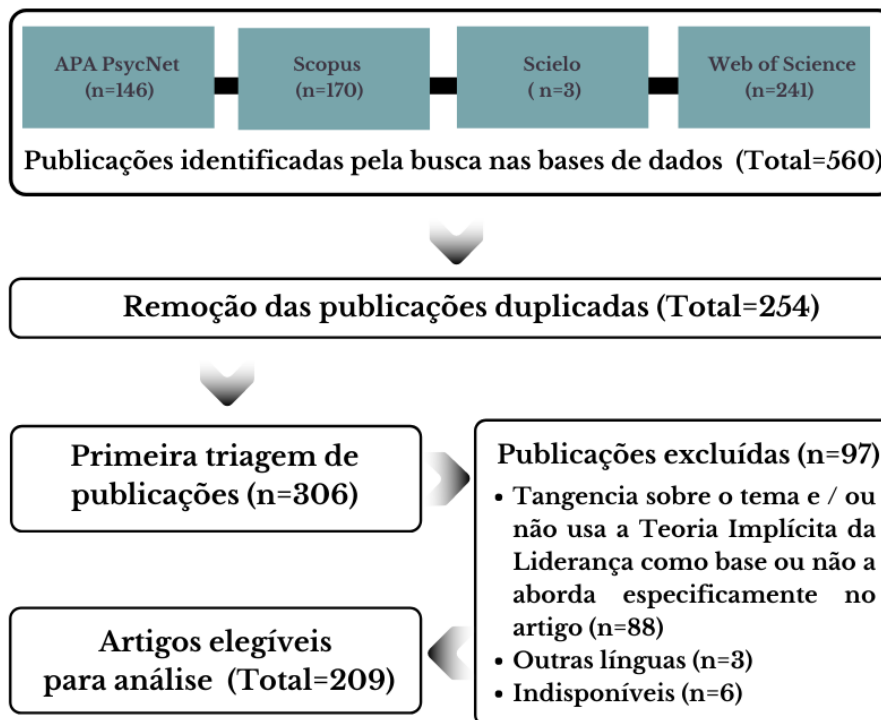 APA PsycNet
(n=146)
Scopus
(n=170)
Scielo
( n=3)
Web of Science
(n=241)
Publicações identificadas pela busca nas bases de dados (Total=560)
Remoção das publicações duplicadas (Total=254)
Primeira triagem de
publicações (n=306)
Publicações excluídas (n=97)
• Tangencia sobre o tema e / ou
não usa a Teoria Implícita da
Liderança como base ou não a
aborda especificamente no
artigo (n=88)
• Outras línguas (n=3)
• Indisponíveis (n=6)
Artigos elegíveis
para análise (Total=209)